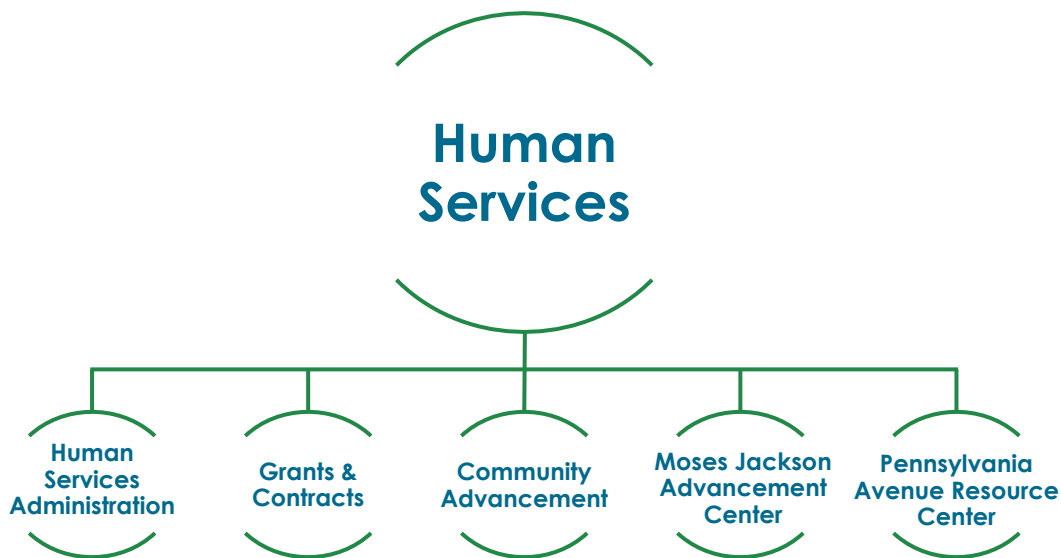 Human
Services
Human
Services
Administration
Grants &
Contracts
Community
Advancement
Moses Jackson
Advancement
Center
Pennsylvania
Avenue Resource
Center